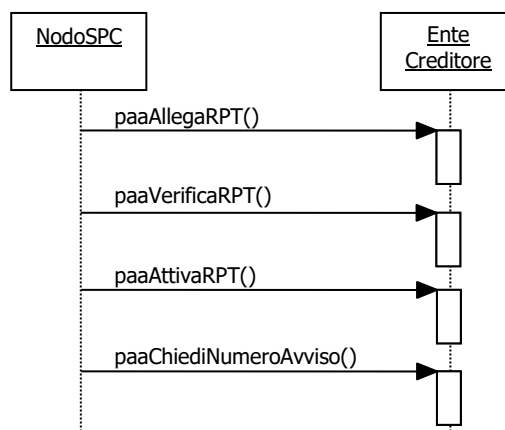 NodoSPC
Ente
Creditore
paaAllegaRPT()
paaVerificaRPT()
paaAttivaRPT()
paaChiediNumeroAvviso()